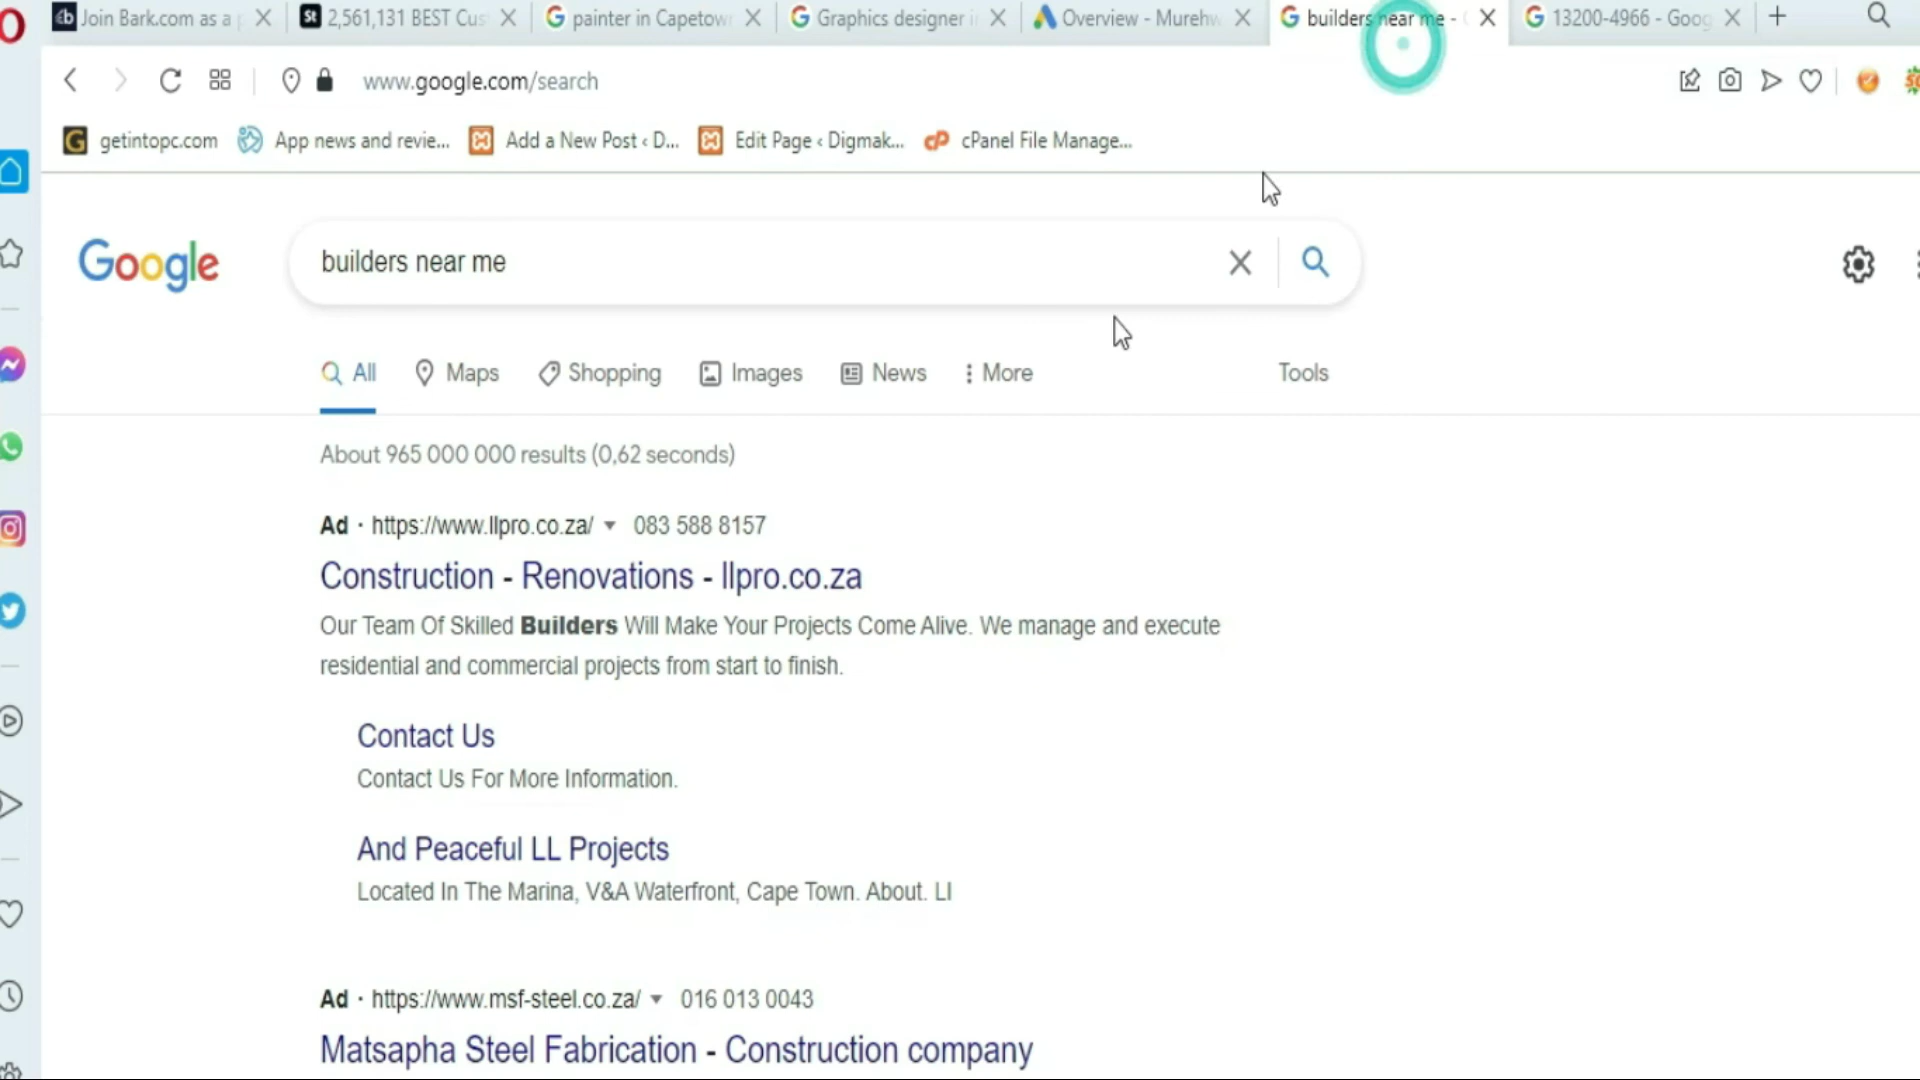 Join Bark.com as a
St 2,561,131 BEST Cus
painter in Capetow
Graphics designer i
Overview - Murehw
builders near me -
13200-4966 - Goog
www.google.com/search
getintopc.com
App news and revie...
Add a New Post ‹ D...
Edit Page ‹ Digmak...
cP cPanel File Manage...
Google
builders near me
All
Maps
Shopping
Images
News
More
Tools
About 965 000 000 results (0,62 seconds)
Ad · https://www.llpro.co.za/ 083 588 8157
Construction - Renovations - llpro.co.za
Our Team Of Skilled Builders Will Make Your Projects Come Alive. We manage and execute
residential and commercial projects from start to finish.
Contact Us
Contact Us For More Information.
And Peaceful LL Projects
Located In The Marina, V&A Waterfront, Cape Town. About. Ll
Ad · https://www.msf-steel.co.za/ 016 013 0043
Matsapha Steel Fabrication - Construction company